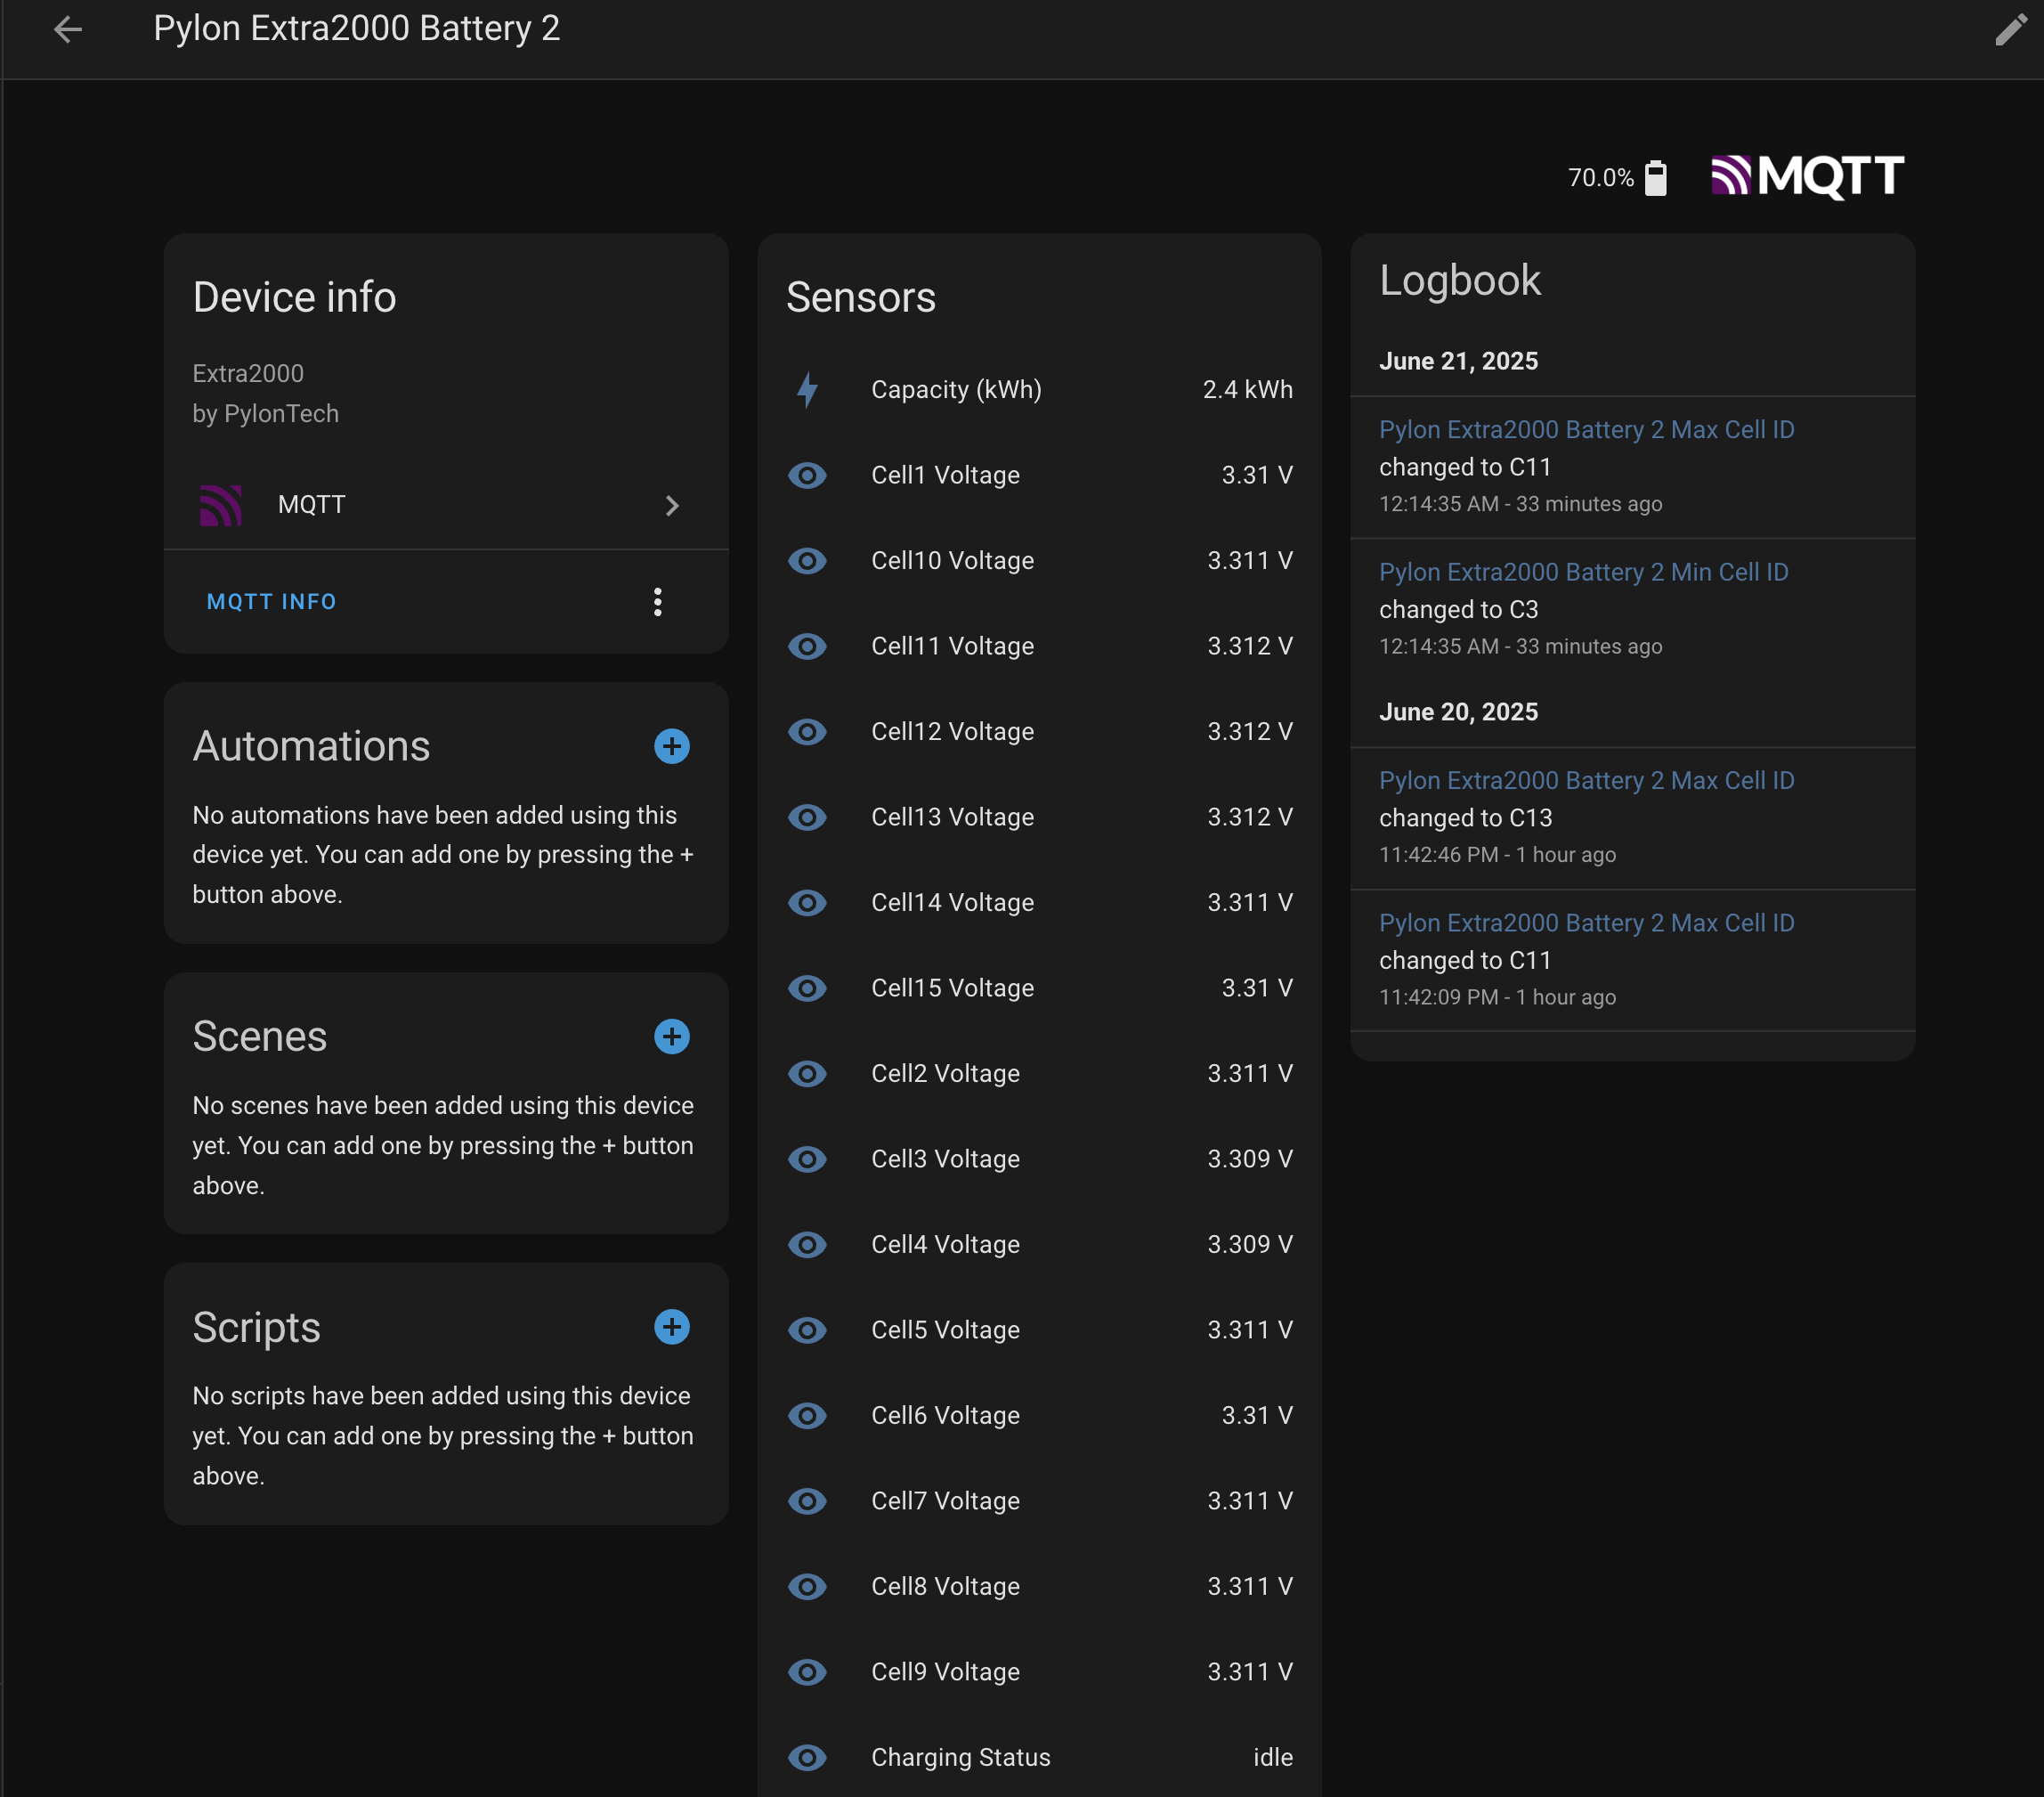 Pylon Extra2000 Battery 2
70.0%
MQTT
Device info
Extra2000
by PylonTech
MQTT
MQTT INFO
Automations
No automations have been added using this
device yet. You can add one by pressing the +
button above.
Scenes
No scenes have been added using this device
yet. You can add one by pressing the + button
above.
Scripts
No scripts have been added using this device
yet. You can add one by pressing the + button
above.
Sensors
Capacity (kWh) 2.4 kWh
Cell1 Voltage 3.31 V
Cell10 Voltage 3.311 V
Cell11 Voltage 3.312 V
Cell12 Voltage 3.312 V
Cell13 Voltage 3.312 V
Cell14 Voltage 3.311 V
Cell15 Voltage 3.31 V
Cell2 Voltage 3.311 V
Cell3 Voltage 3.309 V
Cell4 Voltage 3.309 V
Cell5 Voltage 3.311 V
Cell6 Voltage 3.31 V
Cell7 Voltage 3.311 V
Cell8 Voltage 3.311 V
Cell9 Voltage 3.311 V
Charging Status idle
Logbook
June 21, 2025
Pylon Extra2000 Battery 2 Max Cell ID
changed to C11
12:14:35 AM - 33 minutes ago
Pylon Extra2000 Battery 2 Min Cell ID
changed to C3
12:14:35 AM - 33 minutes ago
June 20, 2025
Pylon Extra2000 Battery 2 Max Cell ID
changed to C13
11:42:46 PM - 1 hour ago
Pylon Extra2000 Battery 2 Max Cell ID
changed to C11
11:42:09 PM - 1 hour ago